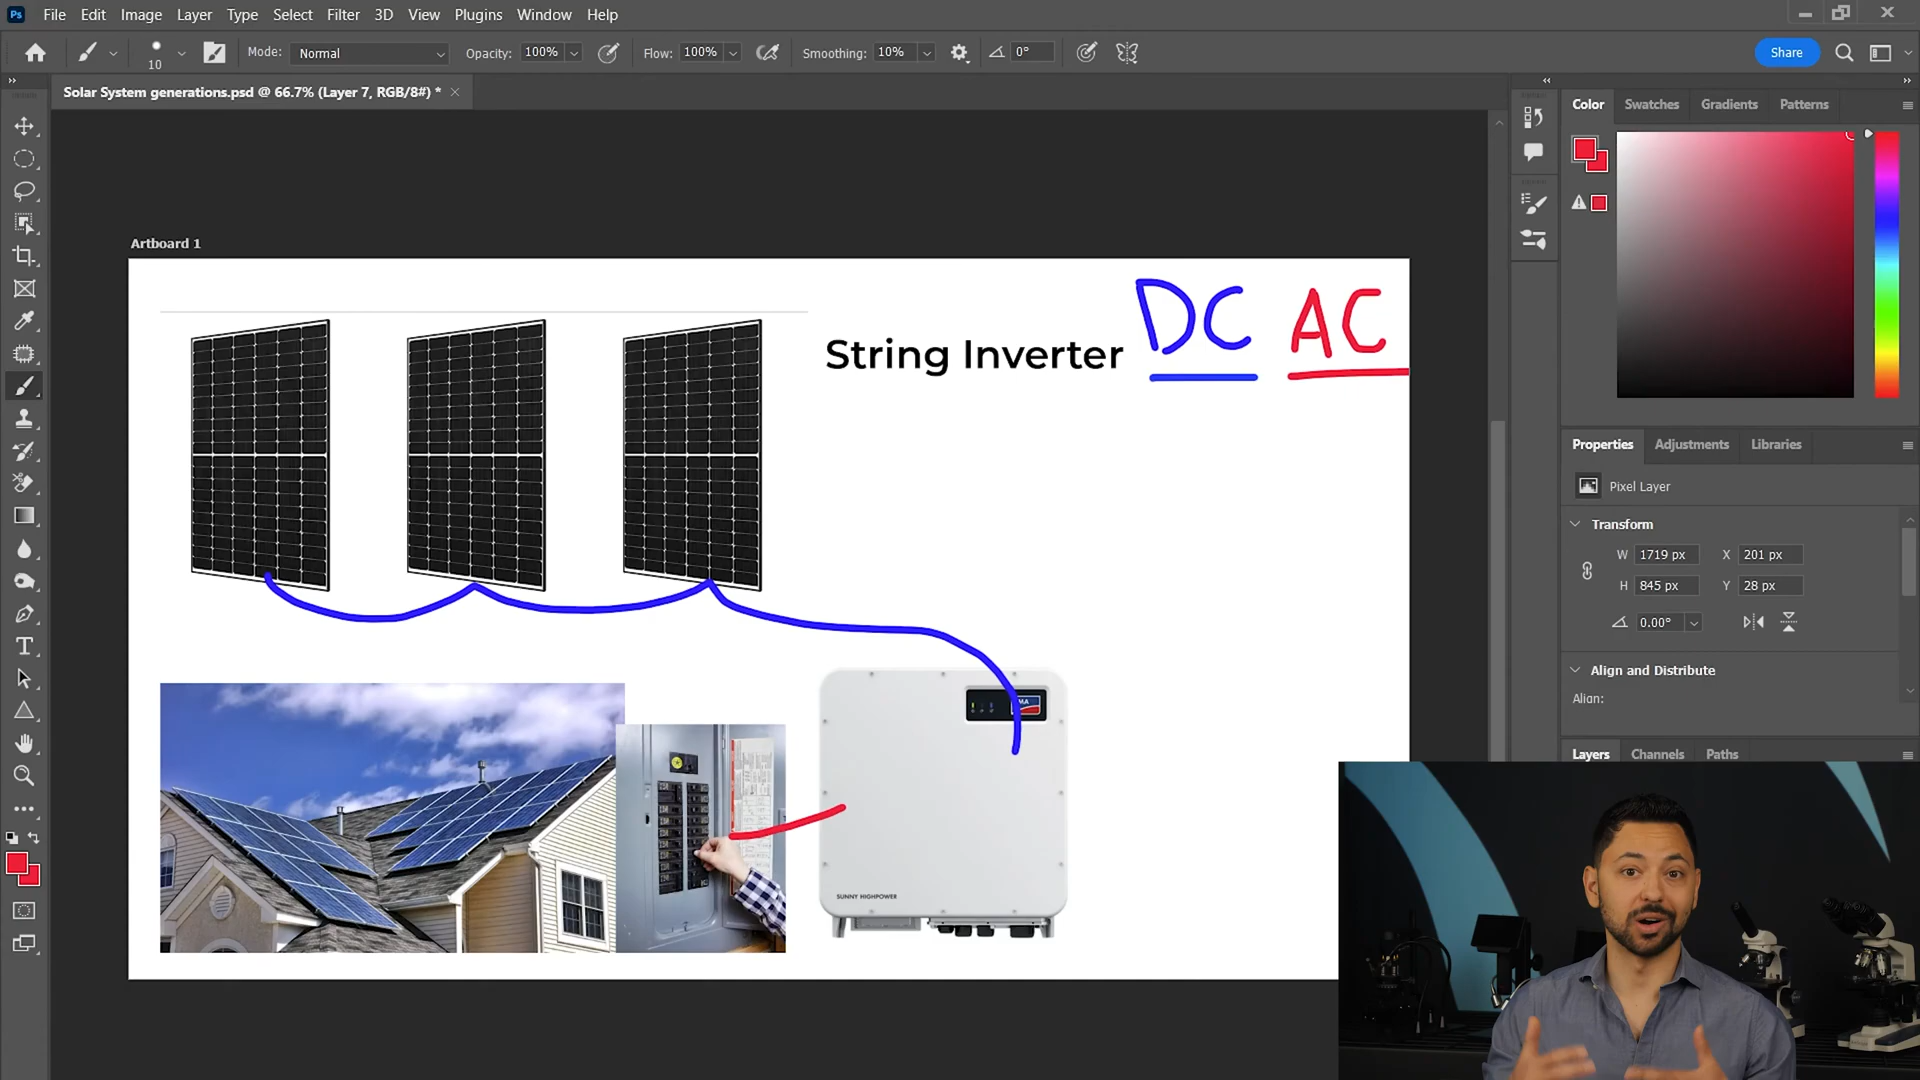 Ps File Edit Image Layer Type Select Filter 3D View Plugins Window Help
10 Mode: Normal Opacity: 100% Flow: 100% Smoothing: 10% 0° Share
Solar System generations.psd @ 66.7% (Layer 7, RGB/8#) *
Color Swatches Gradients Patterns
Artboard 1
DC AC
String Inverter
Properties Adjustments Libraries
Pixel Layer
Transform
W 1719 px X 201 px
H 845 px Y 28 px
0.00°
Align and Distribute
Align:
Layers Channels Paths
SUNNY HIGHPOWER